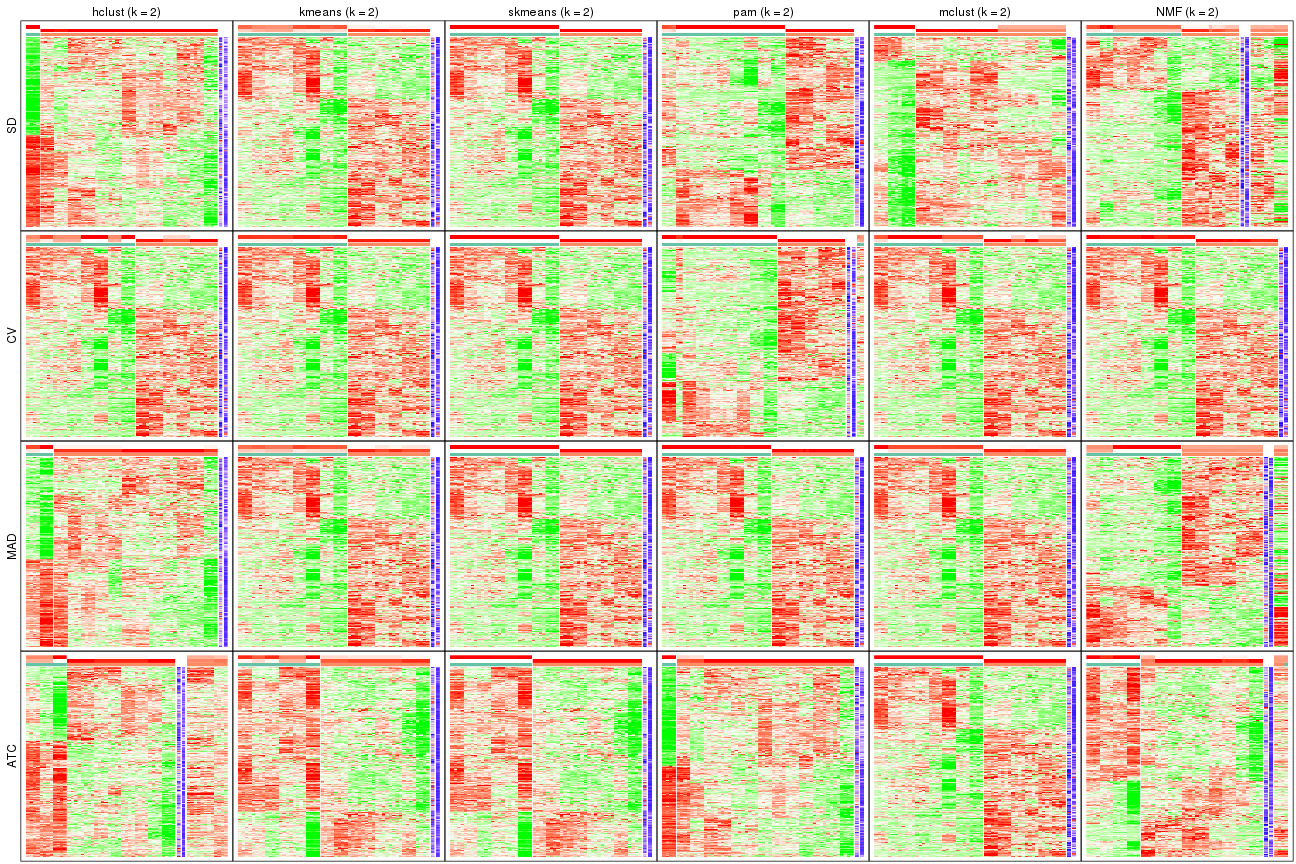 hclust (k = 2)
kmeans (k = 2)
skmeans (k = 2)
pam (k = 2)
mclust (k = 2)
NMF (k = 2)
SD
CV
MAD
ATC